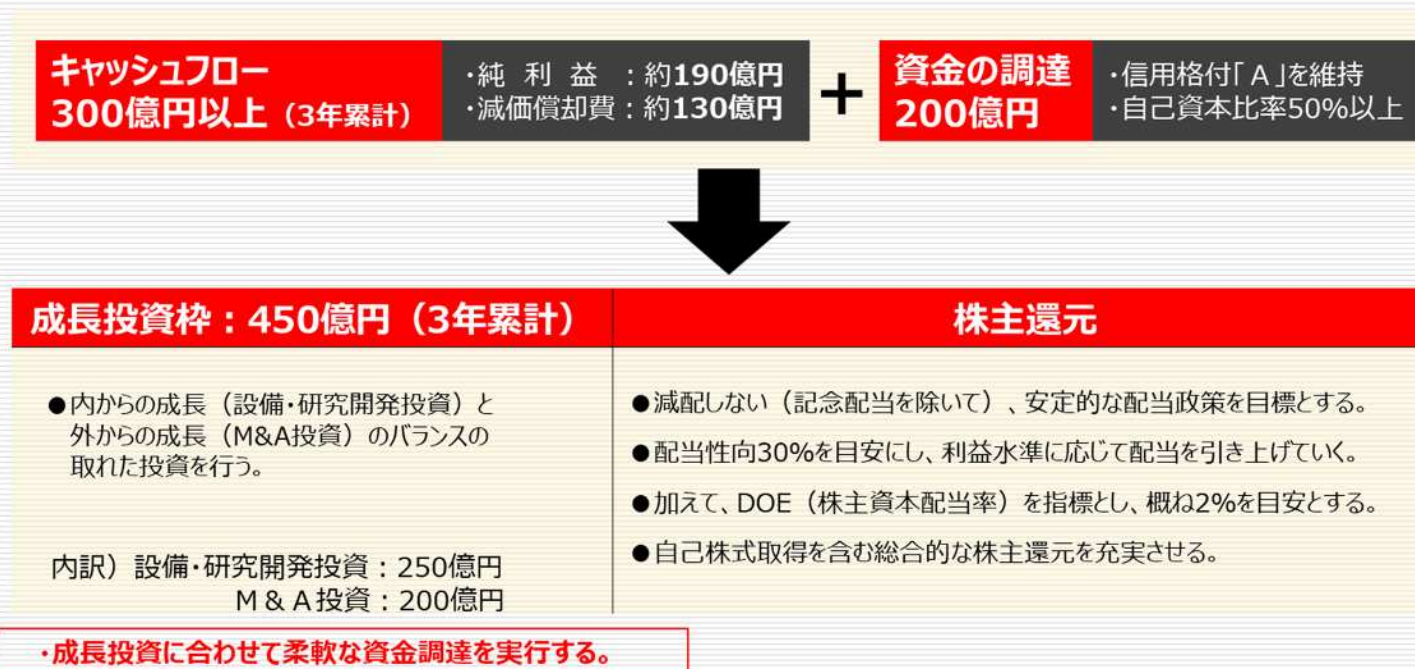 キャッシュフロー
300億円以上（3年累計）
・純 利 益 ：約190億円
・減価償却費：約130億円
+
資金の調達
200億円
・信用格付「A」を維持
・自己資本比率50%以上
成長投資枠：450億円（3年累計）
●内からの成長（設備・研究開発投資）と
外からの成長（M&A投資）のバランスの
取れた投資を行う。
内訳）設備・研究開発投資：250億円
M&A投資：200億円
株主還元
●減配しない（記念配当を除いて）、安定的な配当政策を目標とする。
●配当性向30%を目安にし、利益水準に応じて配当を引き上げていく。
●加えて、DOE（株主資本配当率）を指標とし、概ね2%を目安とする。
●自己株式取得を含む総合的な株主還元を充実させる。
・成長投資に合わせて柔軟な資金調達を実行する。